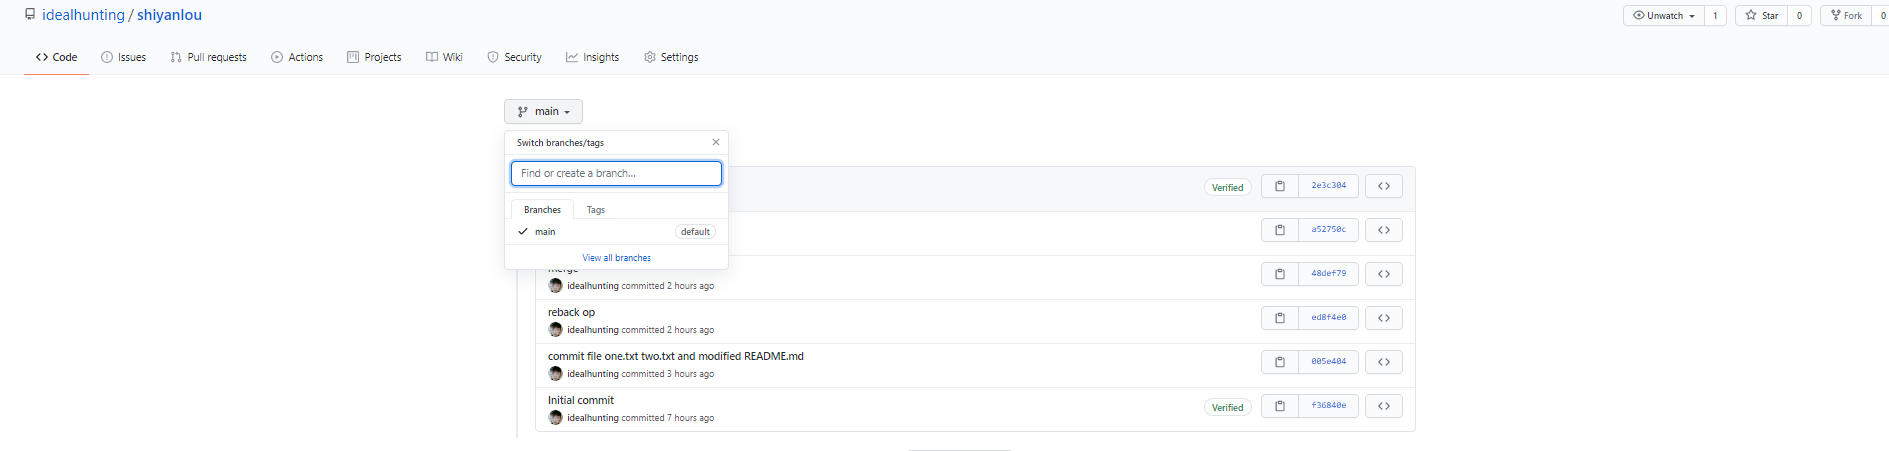 idealhunting / shiyanlou
Unwatch 1
Star 0
Fork 0
Code
Issues
Pull requests
Actions
Projects
Wiki
Security
Insights
Settings
main
Switch branches/tags
Find or create a branch...
Branches
Tags
main default
View all branches
Verified 2e3c304
a52750c
merge
idealhunting committed 2 hours ago
48def79
reback op
idealhunting committed 2 hours ago
ed8f4e0
commit file one.txt two.txt and modified README.md
idealhunting committed 3 hours ago
005e404
Initial commit
idealhunting committed 7 hours ago
Verified f36840e